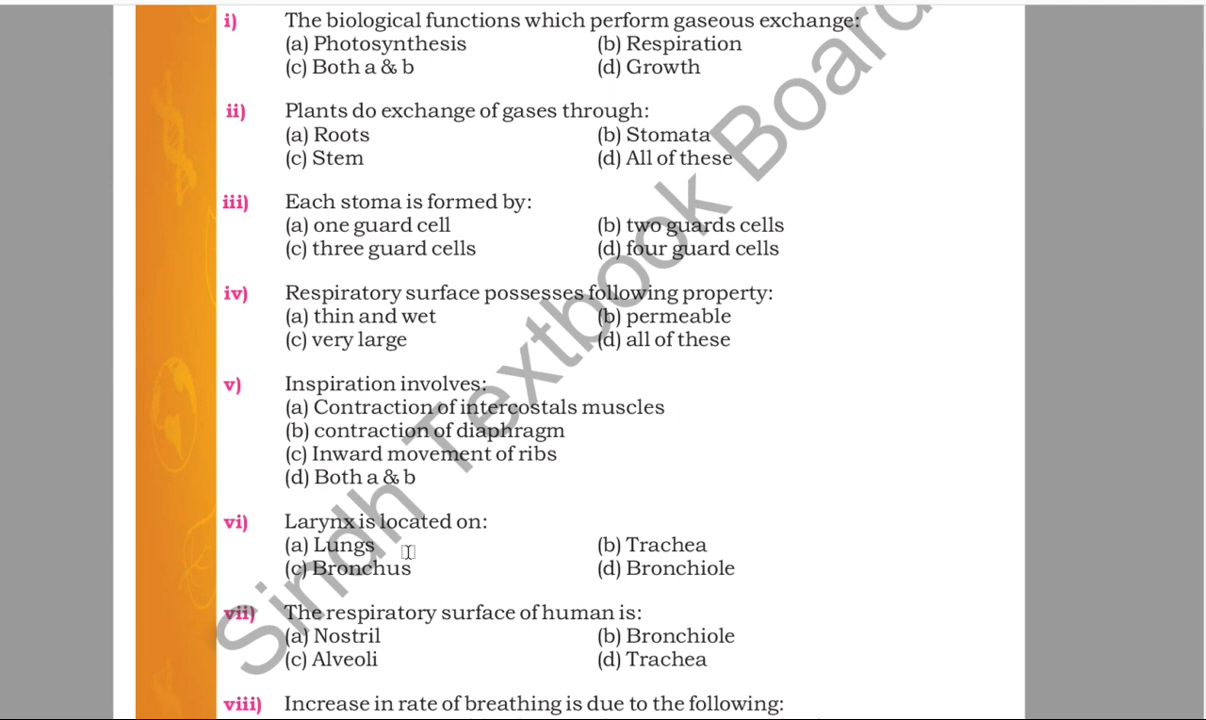 i) The biological functions which perform gaseous exchange:
(a) Photosynthesis (b) Respiration
(c) Both a & b (d) Growth
ii) Plants do exchange of gases through:
(a) Roots (b) Stomata
(c) Stem (d) All of these
iii) Each stoma is formed by:
(a) one guard cell (b) two guards cells
(c) three guard cells (d) four guard cells
iv) Respiratory surface possesses following property:
(a) thin and wet (b) permeable
(c) very large (d) all of these
v) Inspiration involves:
(a) Contraction of intercostals muscles
(b) contraction of diaphragm
(c) Inward movement of ribs
(d) Both a & b
vi) Larynx is located on:
(a) Lungs (b) Trachea
(c) Bronchus (d) Bronchiole
vii) The respiratory surface of human is:
(a) Nostril (b) Bronchiole
(c) Alveoli (d) Trachea
viii) Increase in rate of breathing is due to the following:
Sindh Textbook Board